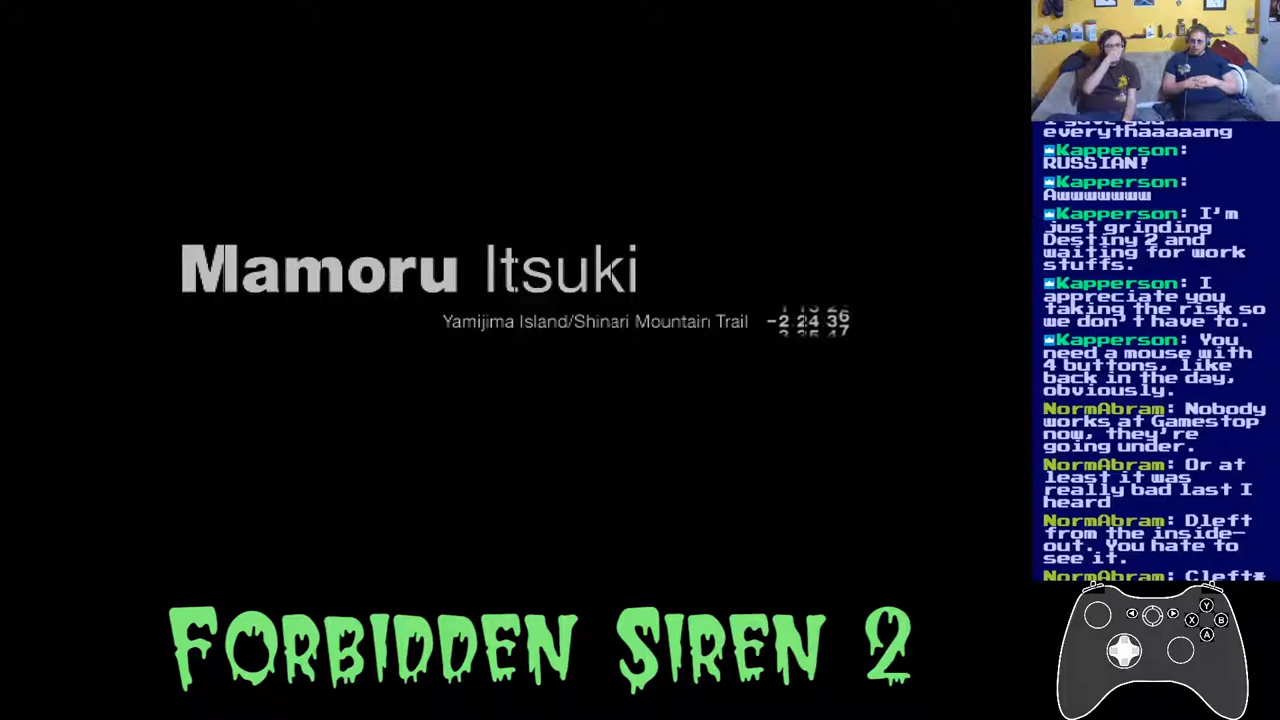 Mamoru Itsuki
Yamijima Island/Shinari Mountain Trail
FORBIDDEN SIREN 2
everythaaaaang
Kapperson:
RUSSIAN!
Kapperson:
Awwwwwww
Kapperson: I'm
just grinding
Destiny 2 and
waiting for work
stuffs.
Kapperson: I
appreciate you
taking the risk so
we don't have to.
Kapperson: You
need a mouse with
4 buttons, like
back in the day,
obviously.
NormAbram: Nobody
works at Gamestop
now, they're
going under.
NormAbram: Or at
least it was
really bad last I
heard
NormAbram: Dleft
from the inside-
out. You hate to
see it.
NormAbram: Cleft*
Y
X B
A